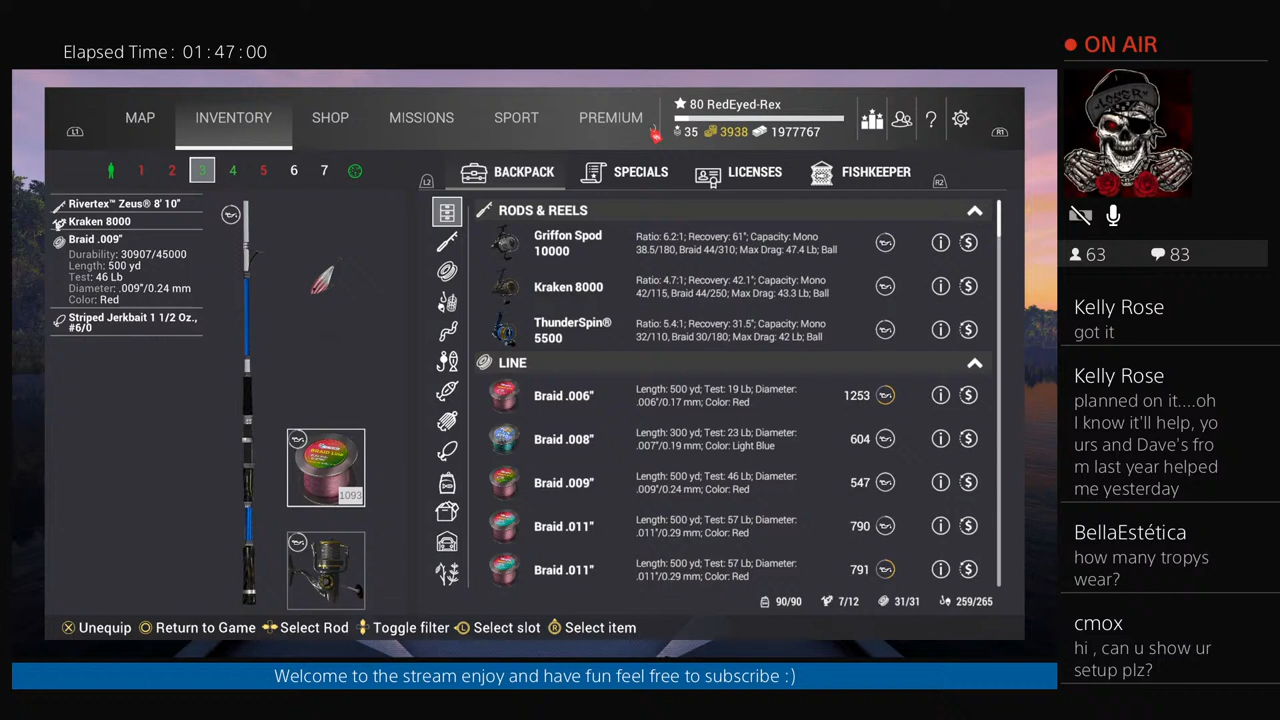 Elapsed Time : 01:47:00
ON AIR
MAP
INVENTORY
SHOP
MISSIONS
SPORT
PREMIUM
80 RedEyed-Rex
35 3938 1977767
L1
R1
1 2 3 4 5 6 7
L2
BACKPACK
SPECIALS
LICENSES
FISHKEEPER
R2
Rivertex™ Zeus® 8' 10"
Kraken 8000
Braid .009"
Durability: 30907/45000
Length: 500 yd
Test: 46 Lb
Diameter: .009"/0.24 mm
Color: Red
Striped Jerkbait 1 1/2 Oz.,
#6/0
BRAID LINE
1093
RODS & REELS
Griffon Spod
10000
Ratio: 6.2:1; Recovery: 61"; Capacity: Mono
38.5/180, Braid 44/310; Max Drag: 47.4 Lb; Ball
Kraken 8000
Ratio: 4.7:1; Recovery: 42.1"; Capacity: Mono
42/115, Braid 44/250; Max Drag: 43.3 Lb; Ball
ThunderSpin®
5500
Ratio: 5.4:1; Recovery: 31.5"; Capacity: Mono
32/110, Braid 30/180; Max Drag: 42 Lb; Ball
LINE
Braid .006"
Length: 500 yd; Test: 19 Lb; Diameter:
.006"/0.17 mm; Color: Red
1253
Braid .008"
Length: 300 yd; Test: 23 Lb; Diameter:
.007"/0.19 mm; Color: Light Blue
604
Braid .009"
Length: 500 yd; Test: 46 Lb; Diameter:
.009"/0.24 mm; Color: Red
547
Braid .011"
Length: 500 yd; Test: 57 Lb; Diameter:
.011"/0.29 mm; Color: Red
790
Braid .011"
Length: 500 yd; Test: 57 Lb; Diameter:
.011"/0.29 mm; Color: Red
791
90/90 7/12 31/31 259/265
Unequip Return to Game Select Rod Toggle filter L Select slot R Select item
Welcome to the stream enjoy and have fun feel free to subscribe :)
LOSER
63 83
Kelly Rose
got it
Kelly Rose
planned on it....oh
I know it'll help, yo
urs and Dave's fro
m last year helped
me yesterday
BellaEstética
how many tropys
wear?
cmox
hi , can u show ur
setup plz?